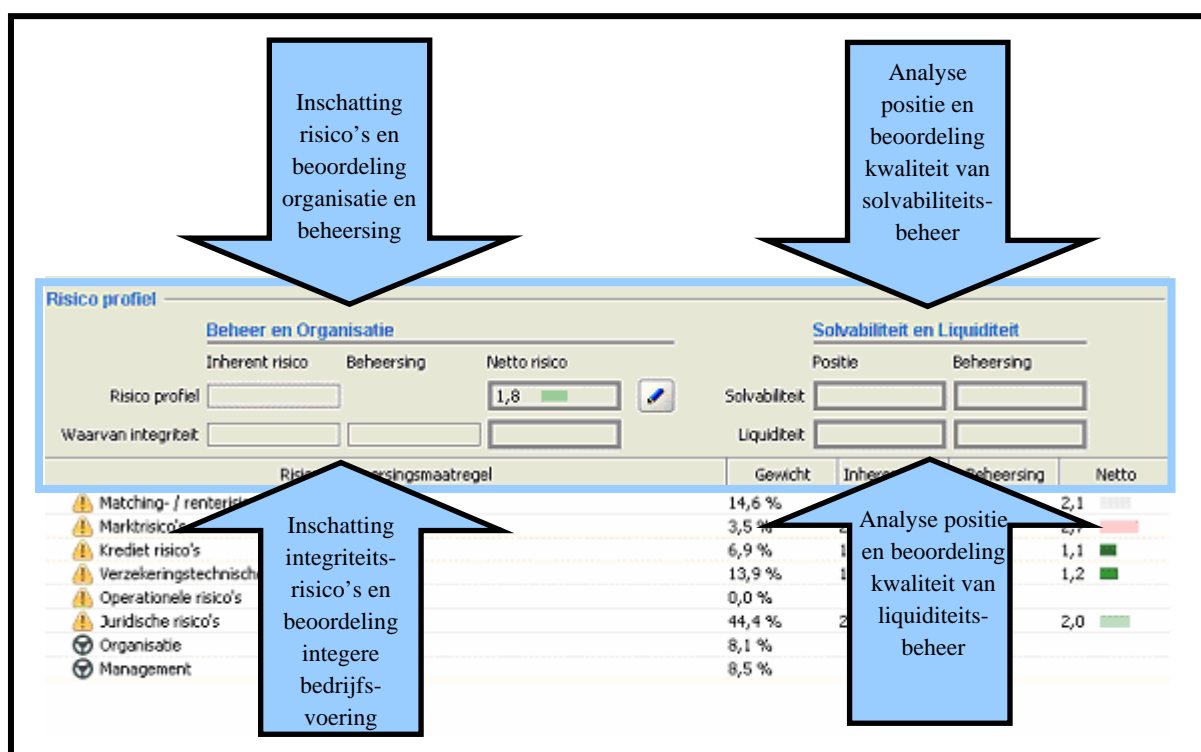 Inschatting
risico's en
beoordeling
organisatie en
beheersing
Analyse
positie en
beoordeling
kwaliteit van
solvabiliteits-
beheer
Risico profiel
Beheer en Organisatie
Solvabiliteit en Liquiditeit
Inherent risico Beheersing Netto risico
Positie Beheersing
Risico profiel 1,8
Solvabiliteit
Waarvan integriteit
Liquiditeit
Gewicht Beheersing Netto
Matching- / 14,6 % 2,1
Marktrisico's 3,5 %
Krediet risico's 6,9 % 1 1,1
Verzekeringstechnische 13,9 % 1 1,2
Operationele risico's 0,0 %
Juridische risico's 44,4 % 2 2,0
Organisatie 8,1 %
Management 8,5 %
Inschatting
integriteits-
risico's en
beoordeling
integere
bedrijfs-
voering
Analyse positie
en beoordeling
kwaliteit van
liquiditeits-
beheer